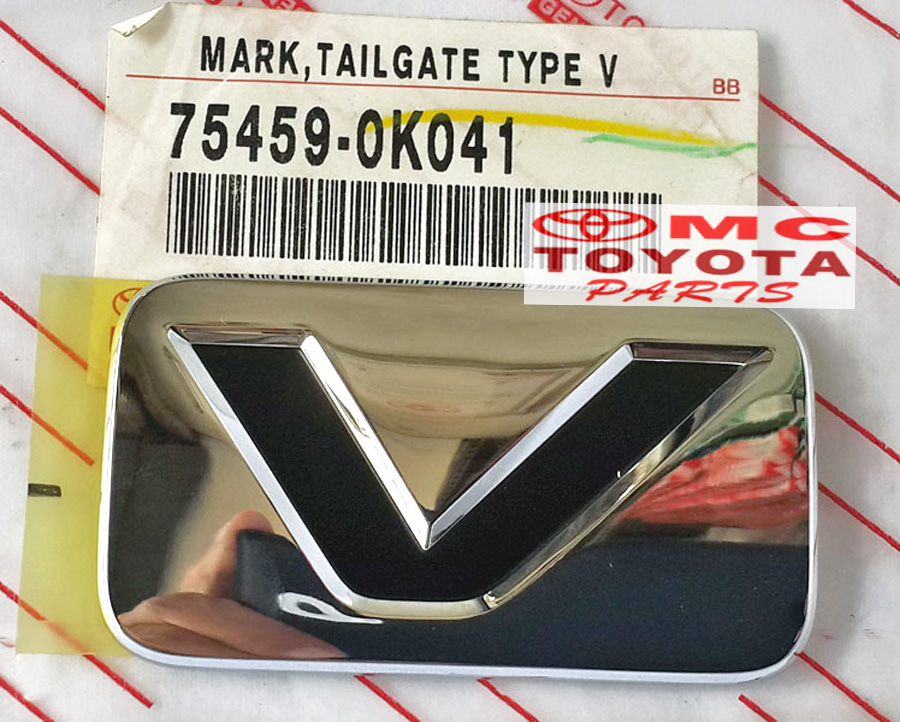 MARK,TAILGATE TYPE V
BB
75459-0K041
MC
TOYOTA
PARTS
V